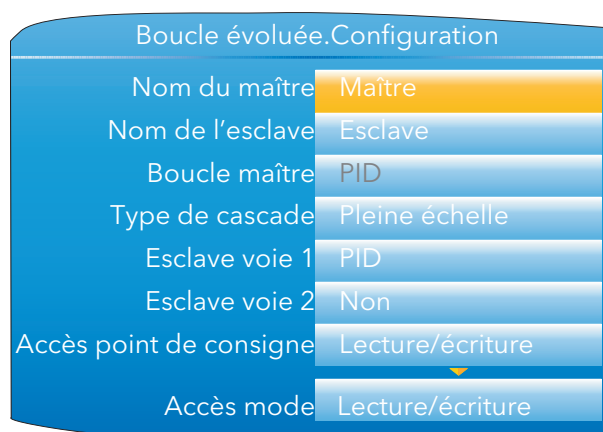 Boucle évoluée.Configuration
Nom du maître Maître
Nom de l’esclave Esclave
Boucle maître PID
Type de cascade Pleine échelle
Esclave voie 1 PID
Esclave voie 2 Non
Accès point de consigne Lecture/écriture
Accès mode Lecture/écriture